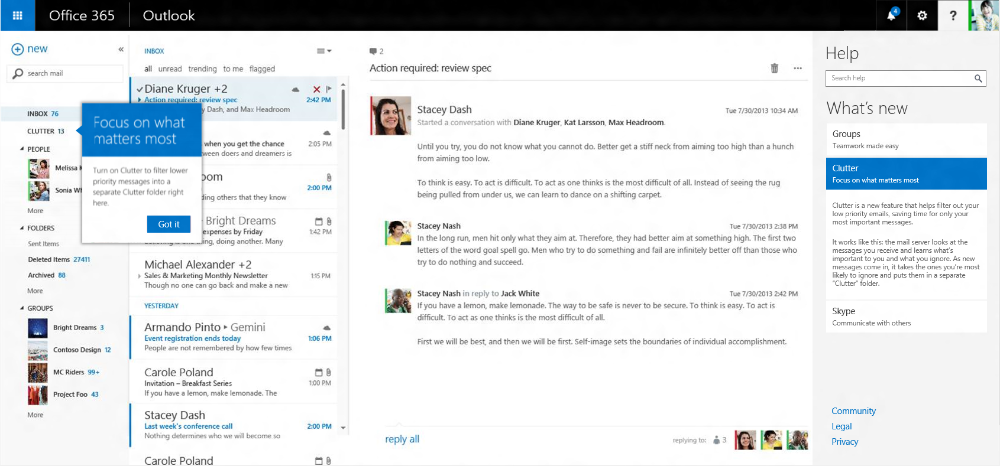 Office 365
Outlook
4
?
new
«
search mail
INBOX 76
CLUTTER 13
PEOPLE
Melissa
Sonia
More
FOLDERS
Sent Items
Deleted Items 27411
Archived 88
More
GROUPS
Bright Dreams 3
Contoso Design 12
MC Riders 99+
Project Foo 43
More
Focus on what
matters most
Turn on Clutter to filter lower
priority messages into a
separate Clutter folder right
here.
Got it
INBOX
all unread trending to me flagged
Diane Kruger +2
Action required: review spec 2:42 PM
y Dash, and Max Headroom
when you get the chance 2:05 PM
ween doers and dreamers is
oom
2:00 PM
ding others that they know
Bright Dreams
expenses by Friday 1:42 PM
Believing is one thing, doing another. Many
Michael Alexander +2
Sales & Marketing Monthly Newsletter 1:15 PM
Though no one can go back and make a new
YESTERDAY
Armando Pinto Gemini
Event registration ends today 1:06 PM
People are not remembered by how few times
Carole Poland
Invitation – Breakfast Series 1:00 PM
If you have a lemon, make lemonade. The
Stacey Dash
Last week's conference call 2:00 PM
Nothing determines who we will become so
Carole Poland
2
Action required: review spec
Stacey Dash Tue 7/30/2013 10:34 AM
Started a conversation with Diane Kruger, Kat Larsson, Max Headroom.
Until you try, you do not know what you cannot do. Better get a stiff neck from aiming too high than a hunch
from aiming too low.
To think is easy. To act is difficult. To act as one thinks is the most difficult of all. Instead of seeing the rug
being pulled from under us, we can learn to dance on a shifting carpet.
Stacey Nash Tue 7/30/2013 2:38 PM
In the long run, men hit only what they aim at. Therefore, they had better aim at something high. The first two
letters of the word goal spell go. Men who try to do something and fail are infinitely better off than those who
try to do nothing and succeed.
Stacey Nash in reply to Jack White Tue 7/30/2013 2:42 PM
If you have a lemon, make lemonade. The way to be safe is never to be secure. To think is easy. To act is
difficult. To act as one thinks is the most difficult of all.
First we will be best, and then we will be first. Self-image sets the boundaries of individual accomplishment.
reply all
replying to: 3
Help
Search help
What's new
Groups
Teamwork made easy
Clutter
Focus on what matters most
Clutter is a new feature that helps filter out your
low priority emails, saving time for only your
most important messages.
It works like this: the mail server looks at the
messages you receive and learns what's
important to you and what you ignore. As new
messages come in, it takes the ones you're most
likely to ignore and puts them in a separate
"Clutter" folder.
Skype
Communicate with others
Community
Legal
Privacy